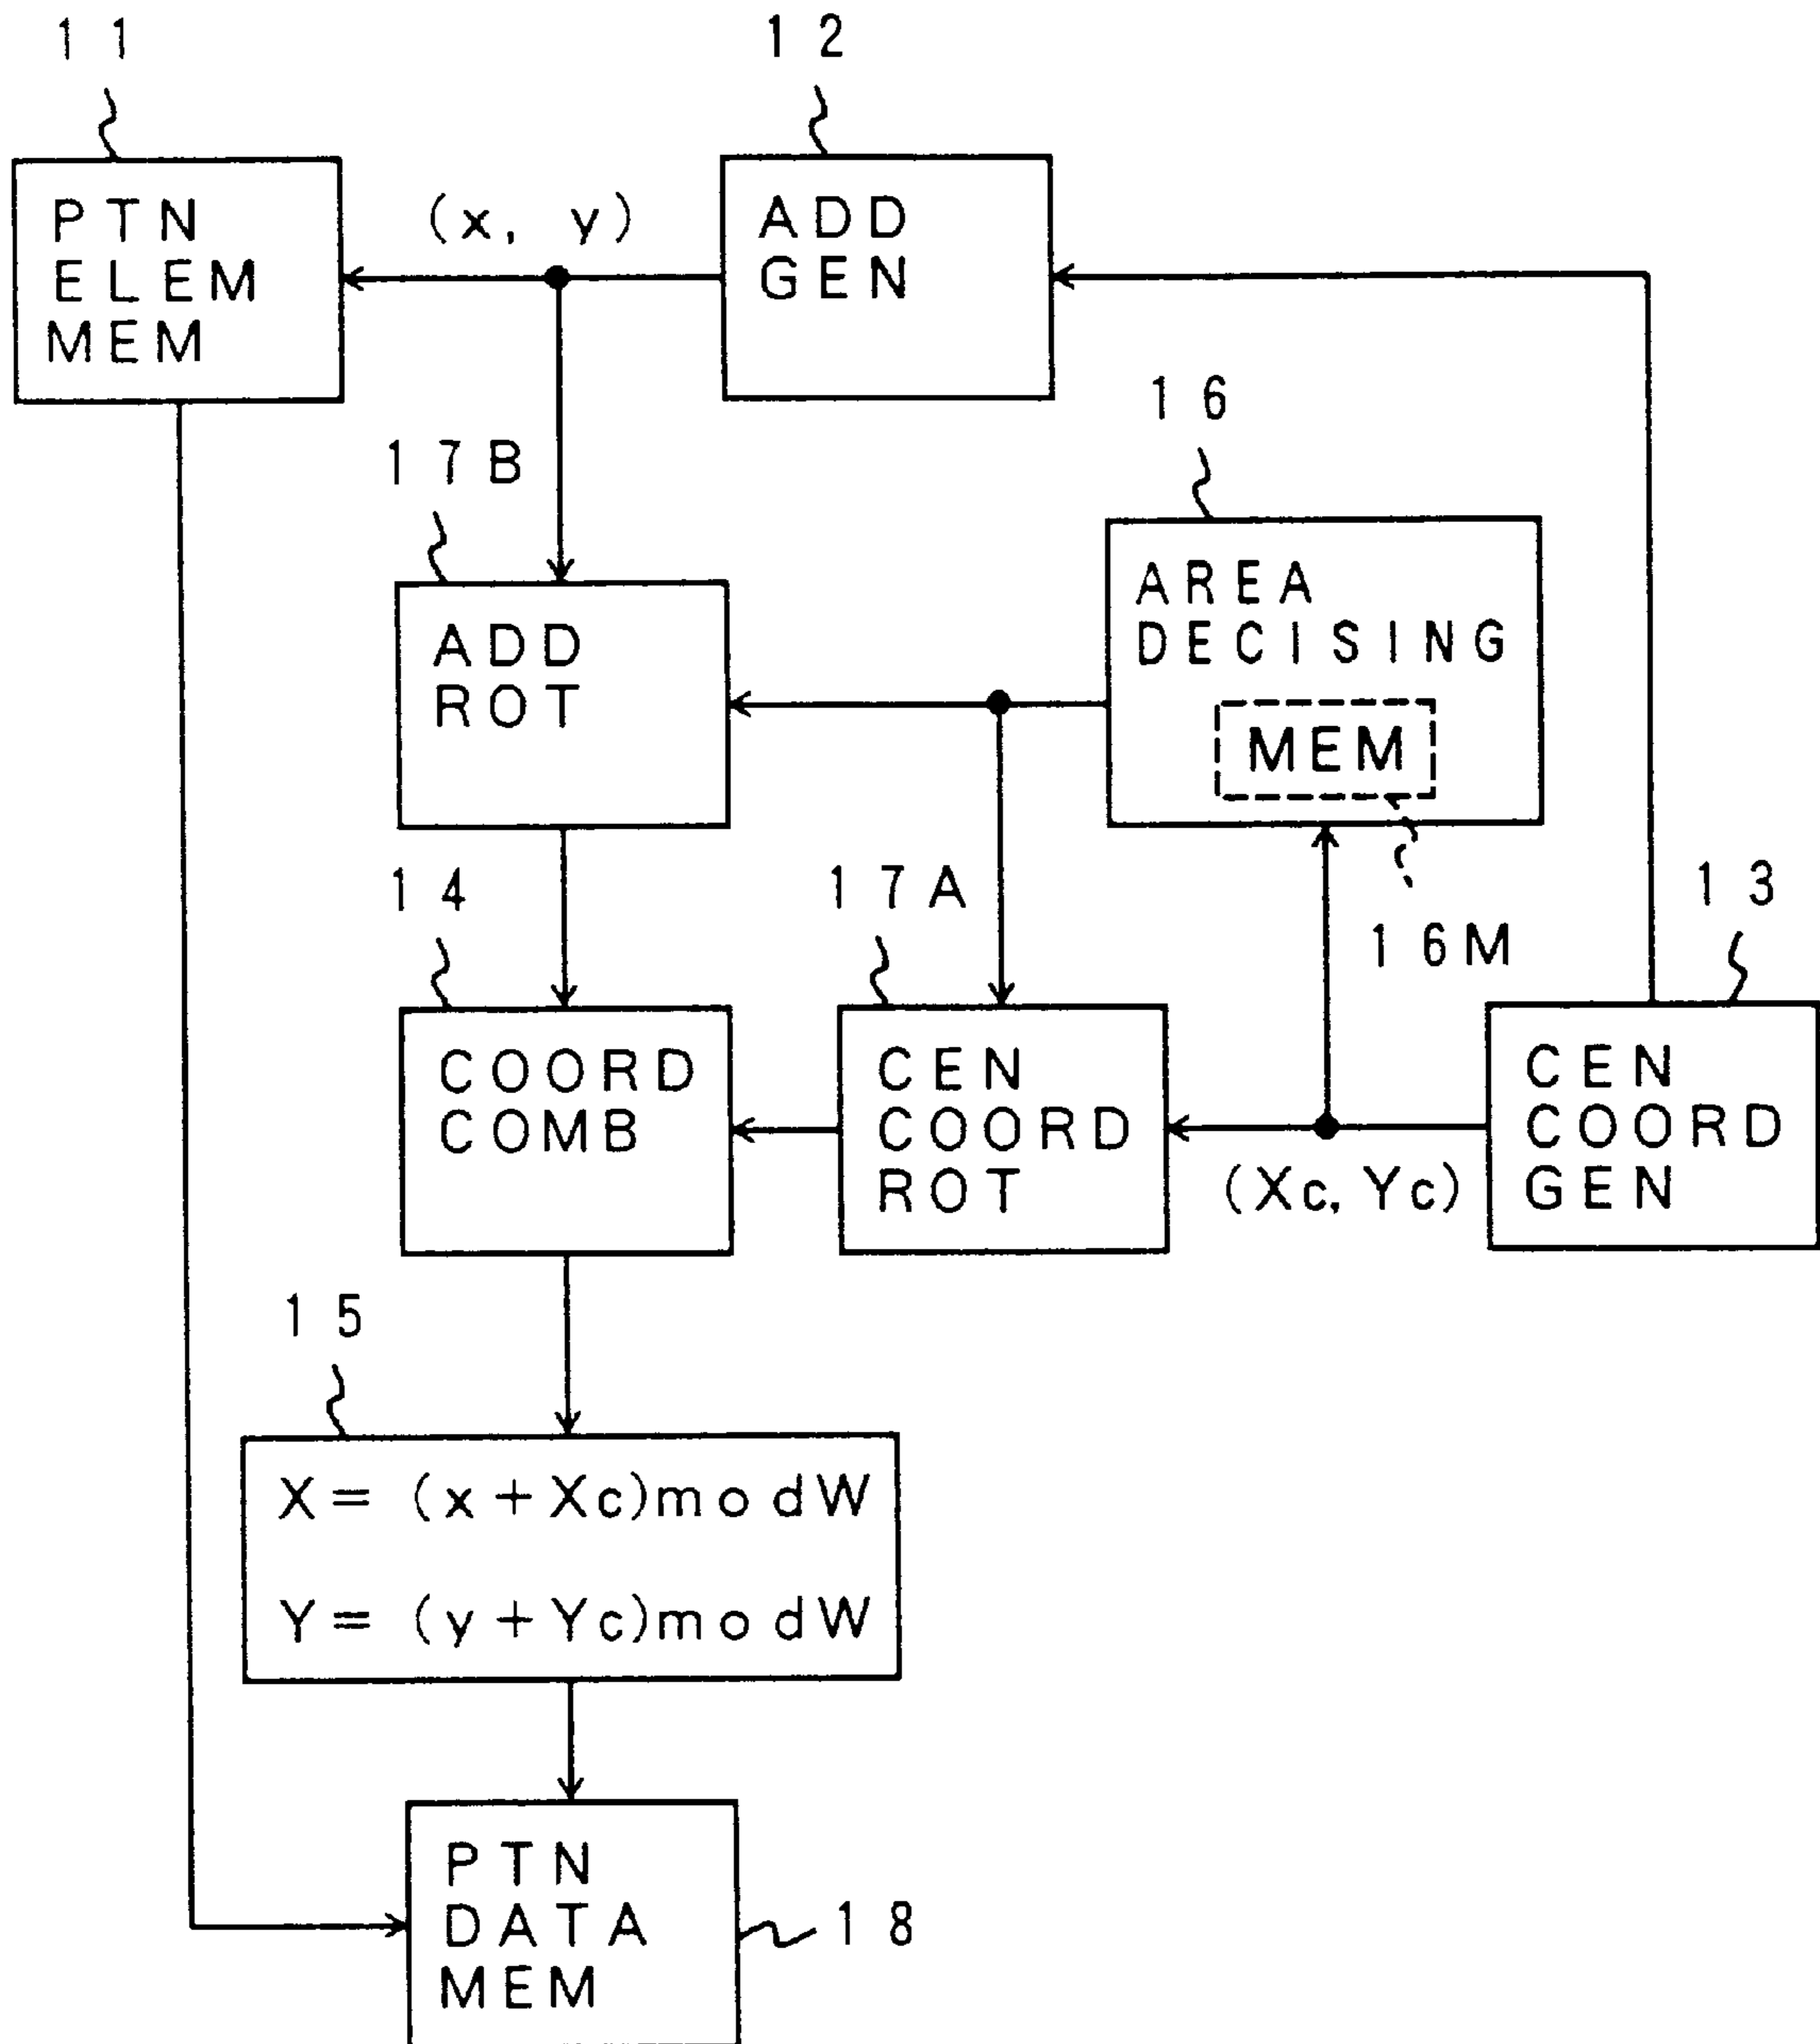 11
12
PTN
ELEM
MEM
(x, y)
ADD
GEN
16
17B
AREA
DECISING
MEM
ADD
ROT
14
17A
16M
13
COORD
COMB
CEN
COORD
ROT
(Xc, Yc)
CEN
COORD
GEN
15
X = (x + Xc) modW
Y = (y + Yc) modW
PTN
DATA
MEM
18